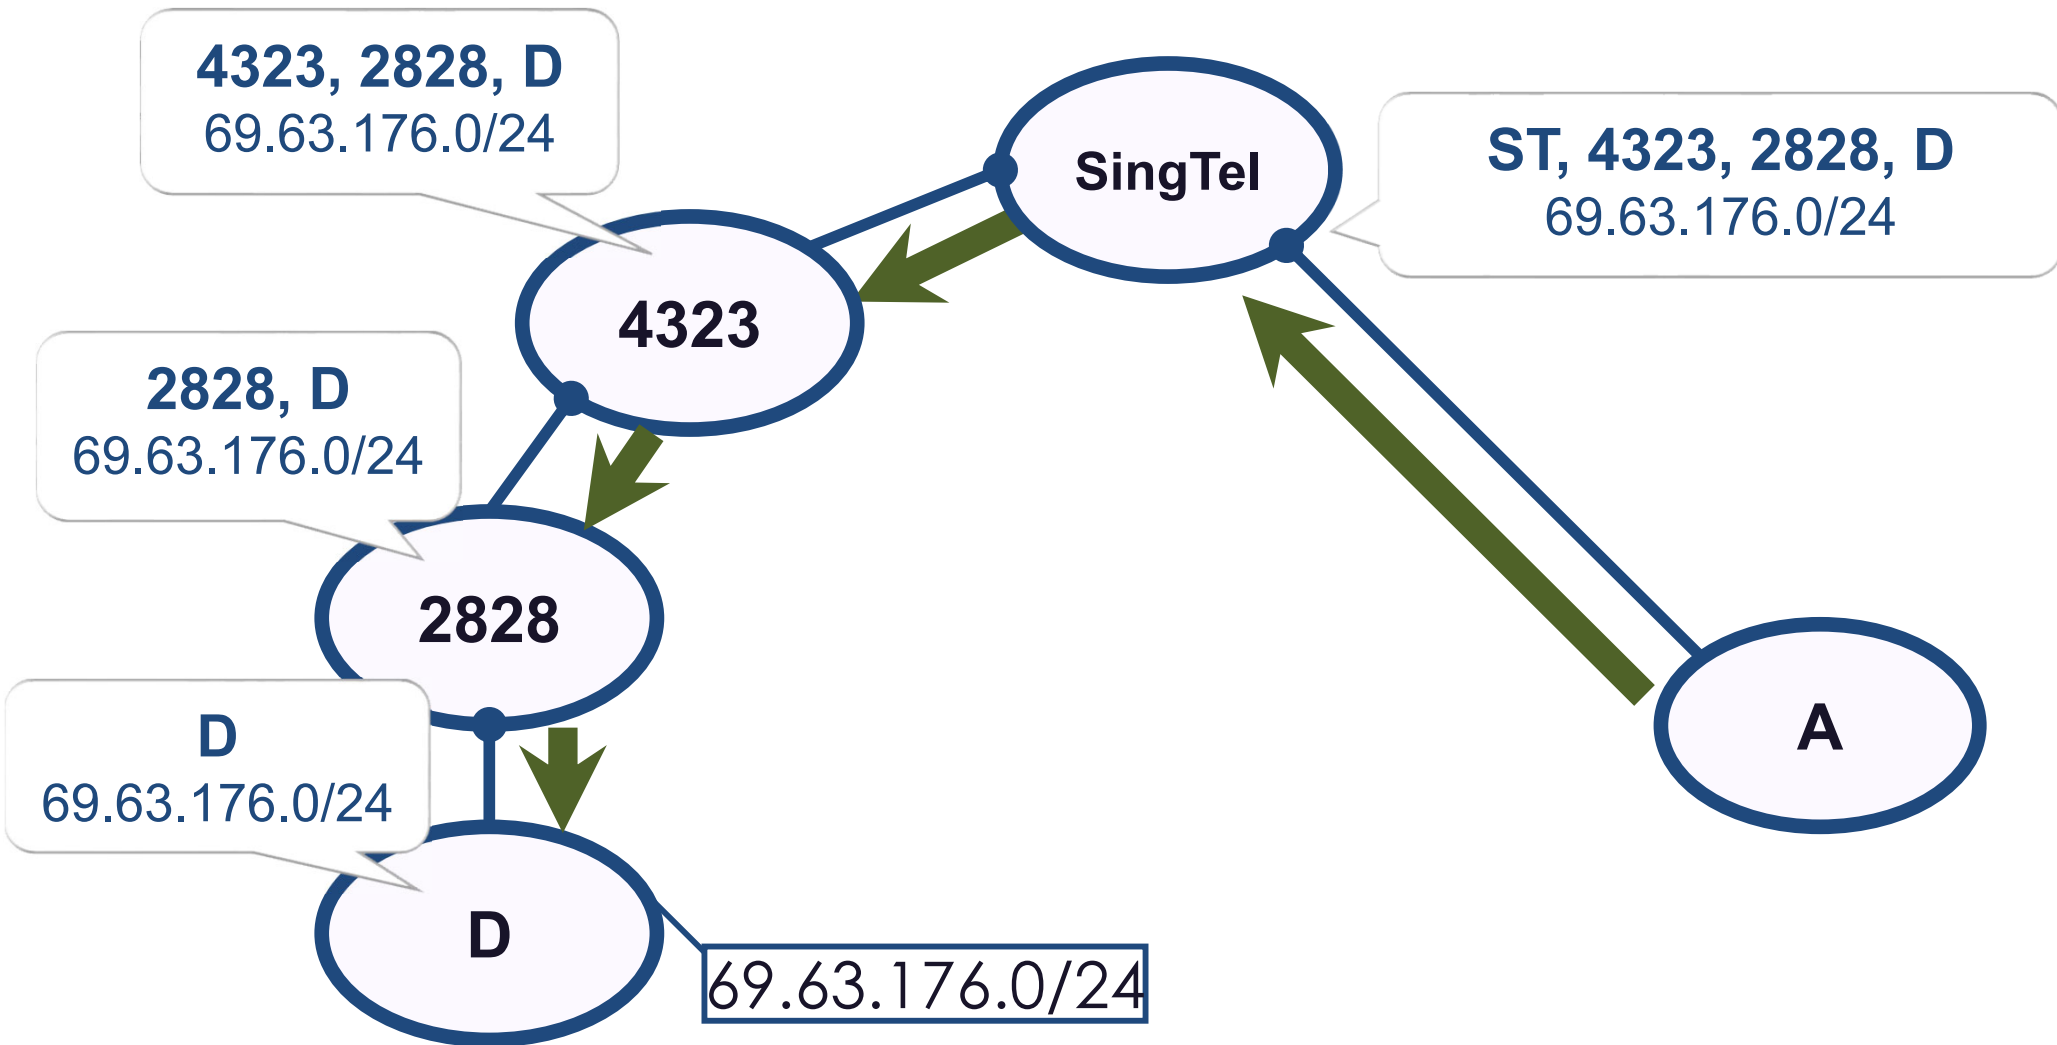 4323, 2828, D
69.63.176.0/24
SingTel
ST, 4323, 2828, D
69.63.176.0/24
4323
2828, D
69.63.176.0/24
2828
D
69.63.176.0/24
A
D
69.63.176.0/24